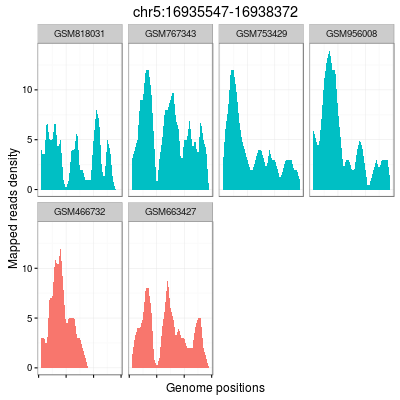 chr5:16935547-16938372
GSM818031 GSM767343 GSM753429 GSM956008
10
5
0
GSM466732 GSM663427
10
5
0
Mapped reads density
Genome positions